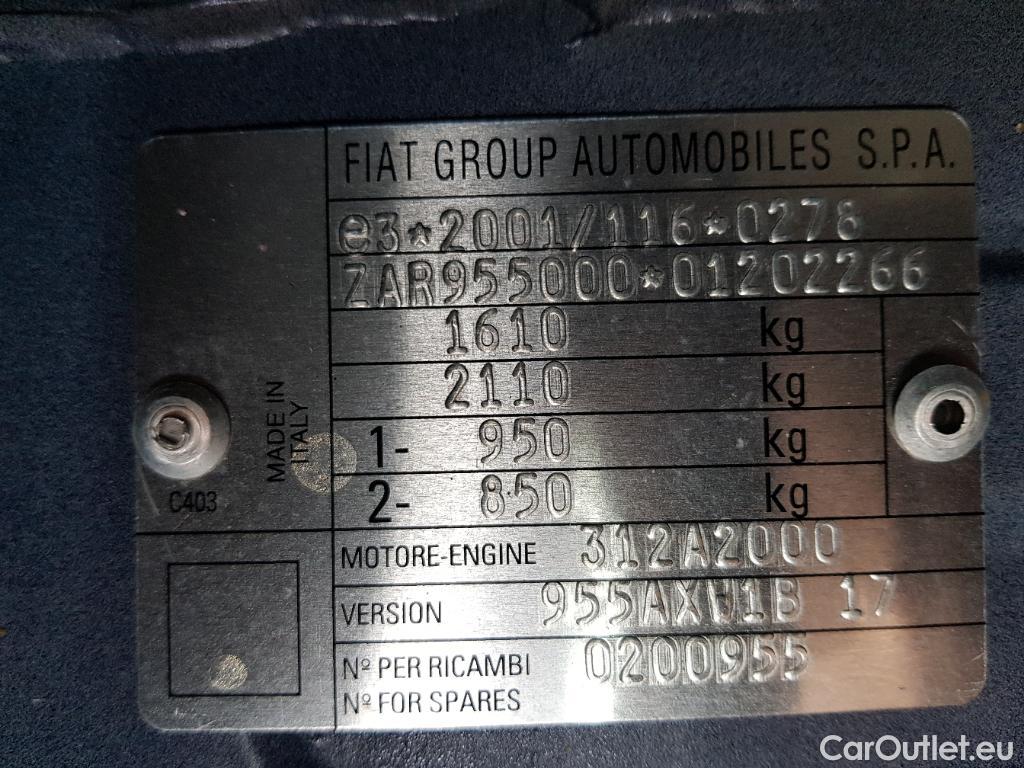 FIAT GROUP AUTOMOBILES S.P.A.
e3*2001/116*0278
ZAR955000*01202266
1610 kg
2110 kg
1- 950 kg
2- 850 kg
MADE IN
ITALY
C403
MOTORE-ENGINE 312A2000
VERSION 955AXW1B 17
Nº PER RICAMBI 0200955
Nº FOR SPARES
CarOutlet.eu